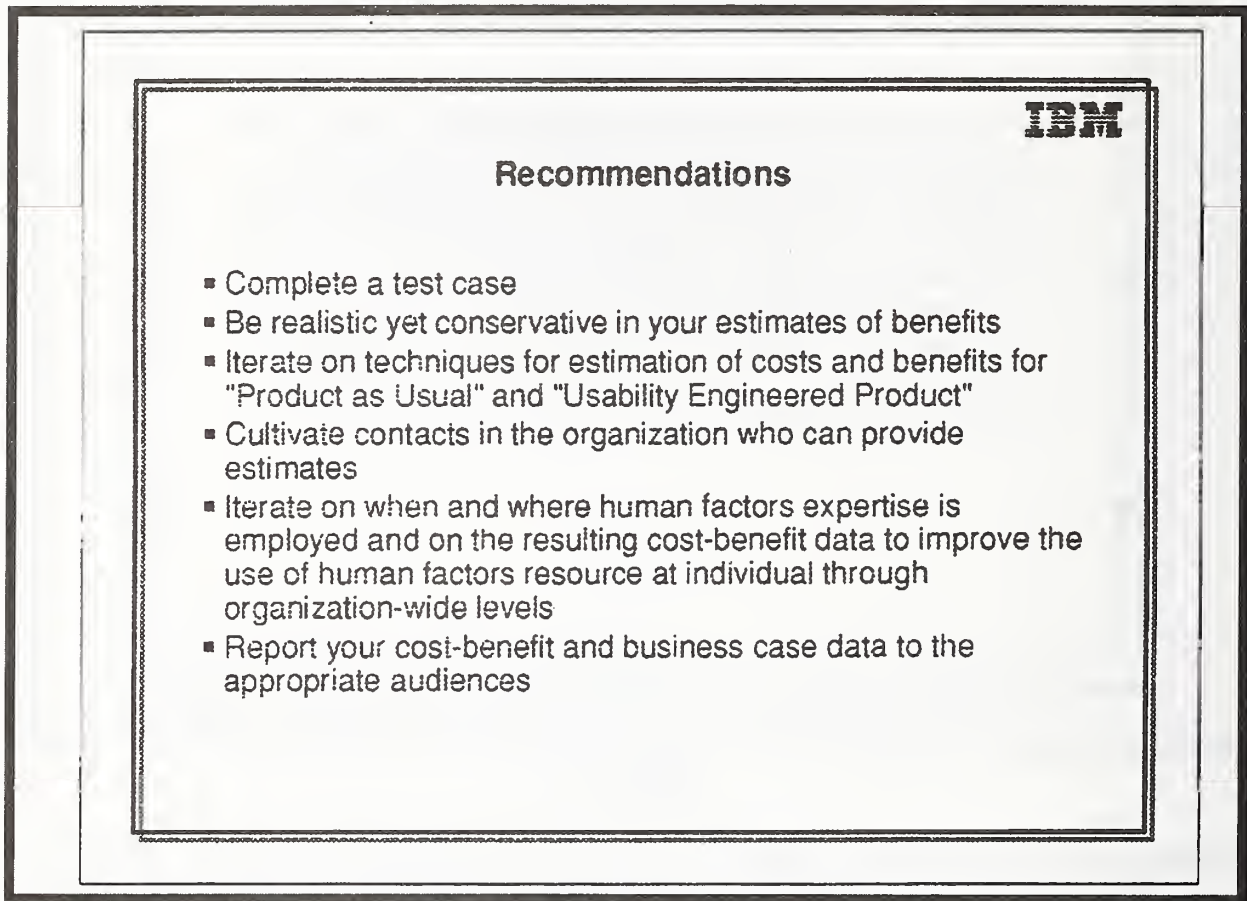 IBM
Recommendations
▪ Complete a test case
▪ Be realistic yet conservative in your estimates of benefits
▪ Iterate on techniques for estimation of costs and benefits for
"Product as Usual" and "Usability Engineered Product"
▪ Cultivate contacts in the organization who can provide
estimates
▪ Iterate on when and where human factors expertise is
employed and on the resulting cost-benefit data to improve the
use of human factors resource at individual through
organization-wide levels
▪ Report your cost-benefit and business case data to the
appropriate audiences